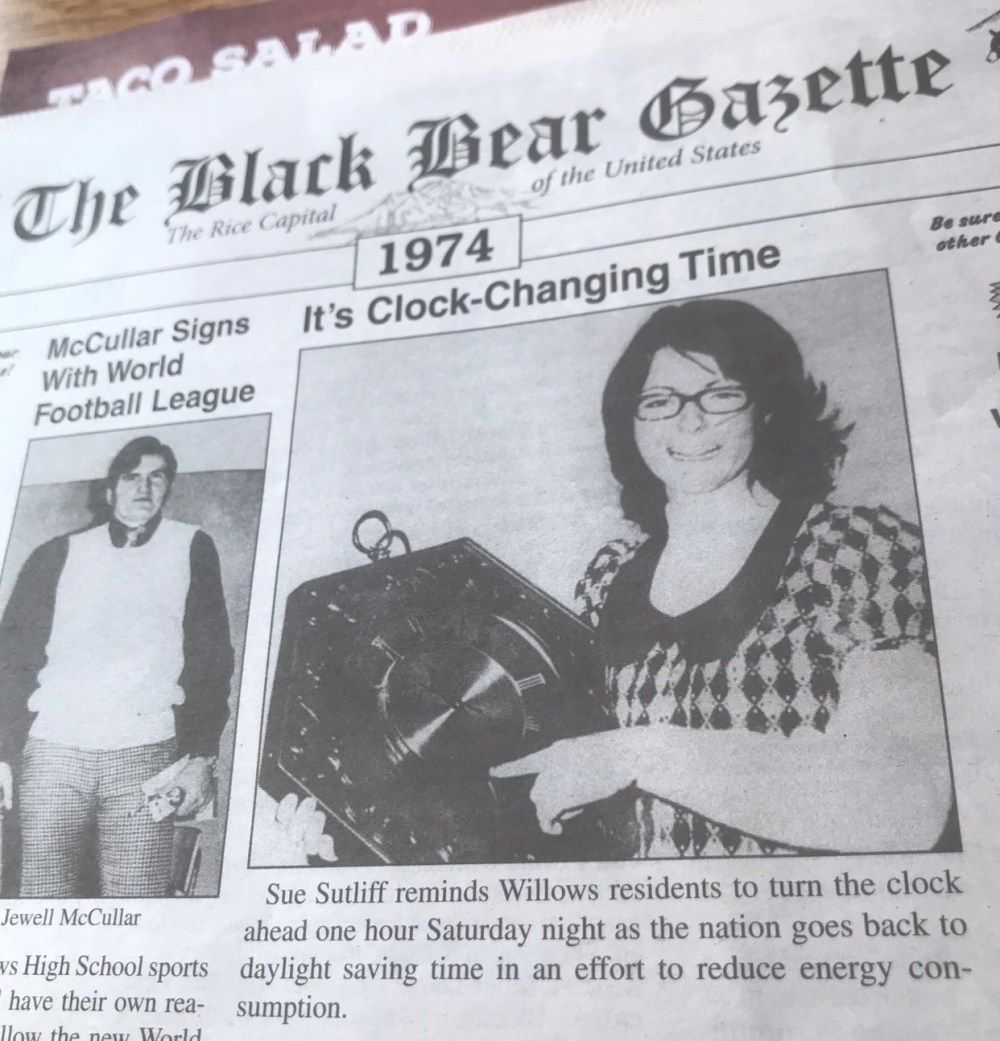 TACO SALAD
The Black Bear Gazette
The Rice Capital
of the United States
1974
Be sure
other
McCullar Signs
With World
Football League
Jewell McCullar
High School sports
have their own rea-
the new World
It's Clock-Changing Time
Sue Sutliff reminds Willows residents to turn the clock
ahead one hour Saturday night as the nation goes back to
daylight saving time in an effort to reduce energy con-
sumption.